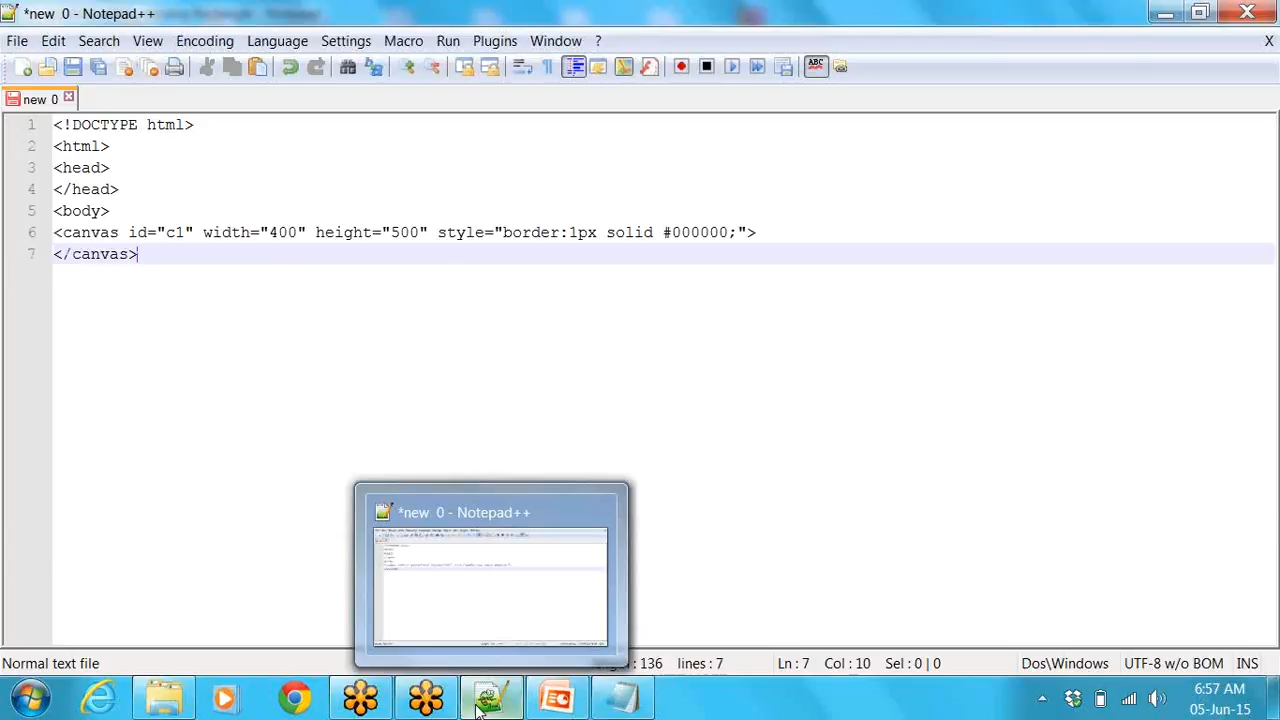 *new 0 - Notepad++
File Edit Search View Encoding Language Settings Macro Run Plugins Window ? X
ABC
new 0
1 <!DOCTYPE html>
2 <html>
3 <head>
4 </head>
5 <body>
6 <canvas id="c1" width="400" height="500" style="border:1px solid #000000;">
7 </canvas>
*new 0 - Notepad++
Normal text file : 136 lines : 7 Ln : 7 Col : 10 Sel : 0 | 0 Dos\Windows UTF-8 w/o BOM INS
6:57 AM
05-Jun-15